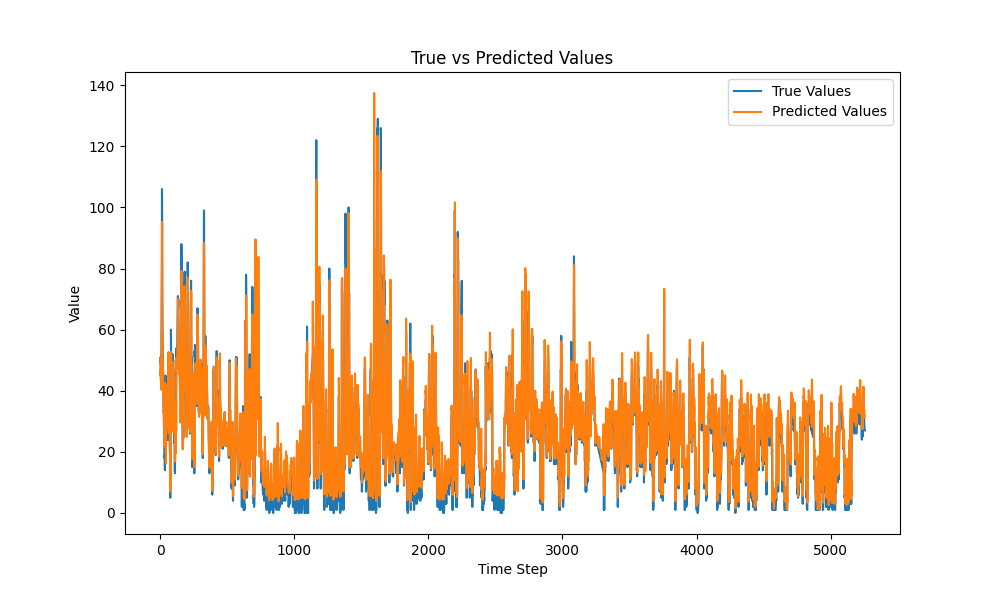 True vs Predicted Values
True Values
Predicted Values
Value
140
120
100
80
60
40
20
0
0 1000 2000 3000 4000 5000
Time Step